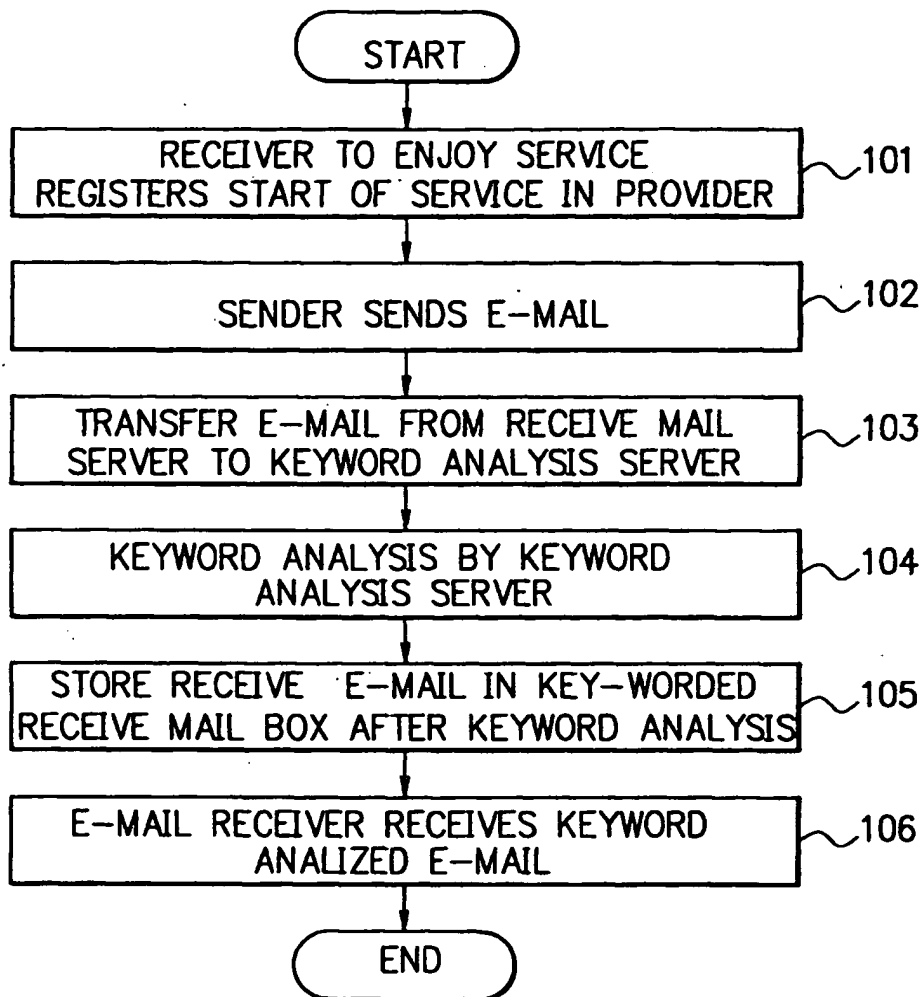 START
RECEIVER TO ENJOY SERVICE
REGISTERS START OF SERVICE IN PROVIDER
101
SENDER SENDS E-MAIL
102
TRANSFER E-MAIL FROM RECEIVE MAIL
SERVER TO KEYWORD ANALYSIS SERVER
103
KEYWORD ANALYSIS BY KEYWORD
ANALYSIS SERVER
104
STORE RECEIVE E-MAIL IN KEY-WORDED
RECEIVE MAIL BOX AFTER KEYWORD ANALYSIS
105
E-MAIL RECEIVER RECEIVES KEYWORD
ANALIZED E-MAIL
106
END